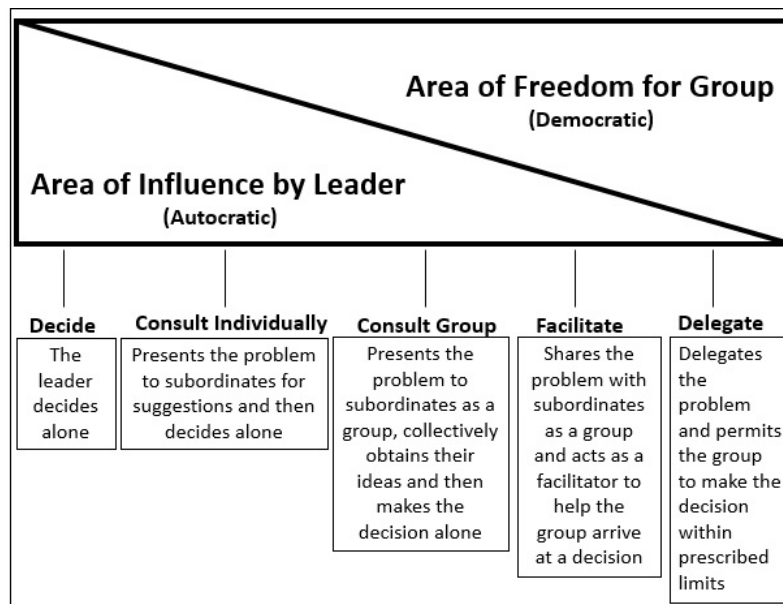 Area of Freedom for Group
(Democratic)
Area of Influence by Leader
(Autocratic)
Decide
The
leader
decides
alone
Consult Individually
Presents the problem
to subordinates for
suggestions and then
decides alone
Consult Group
Presents the
problem to
subordinates as a
group, collectively
obtains their
ideas and then
makes the
decision alone
Facilitate
Shares the
problem with
subordinates
as a group
and acts as a
facilitator to
help the
group arrive
at a decision
Delegate
Delegates
the
problem
and permits
the group
to make the
decision
within
prescribed
limits